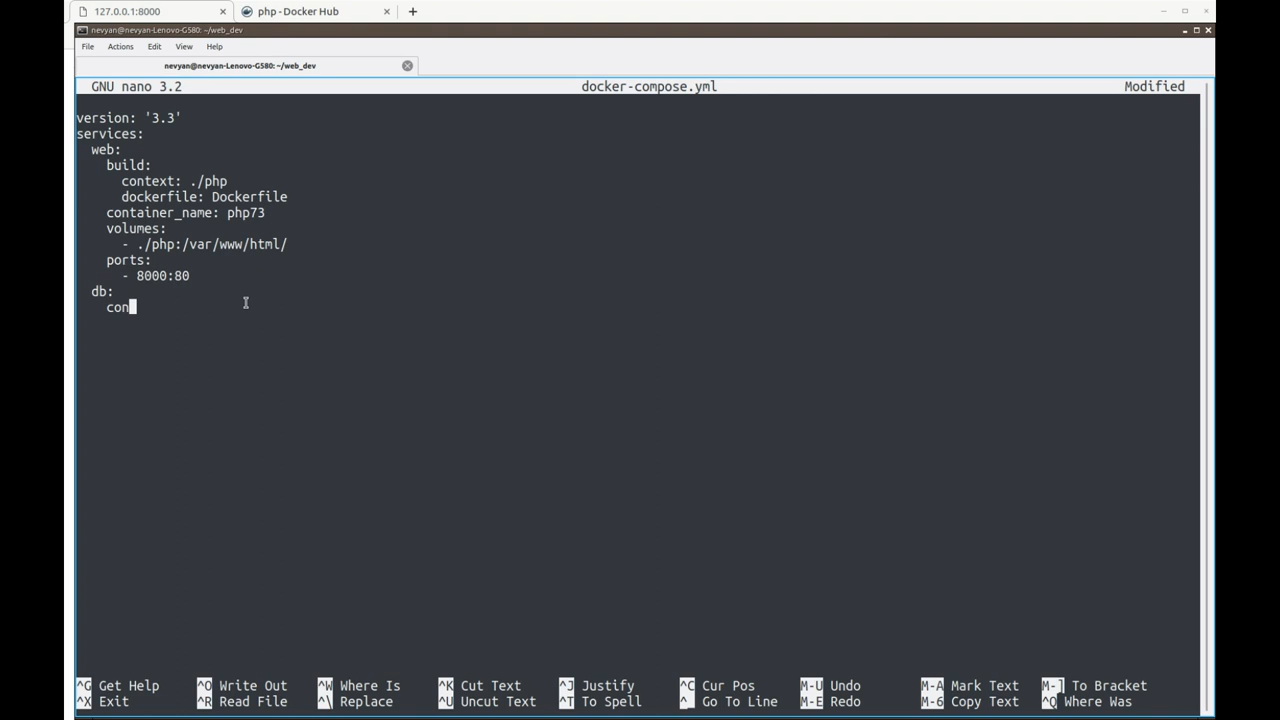 127.0.0.1:8000
php - Docker Hub
nevyan@nevyan-Lenovo-G580: ~/web_dev
File Actions Edit View Help
nevyan@nevyan-Lenovo-G580: ~/web_dev
GNU nano 3.2 docker-compose.yml Modified
version: '3.3'
services:
  web:
    build:
      context: ./php
      dockerfile: Dockerfile
    container_name: php73
    volumes:
      - ./php:/var/www/html/
    ports:
      - 8000:80
  db:
    con
^G Get Help ^O Write Out ^W Where Is ^K Cut Text ^J Justify ^C Cur Pos M-U Undo M-A Mark Text M-] To Bracket
^X Exit ^R Read File ^\ Replace ^U Uncut Text ^T To Spell ^_ Go To Line M-E Redo M-6 Copy Text ^Q Where Was